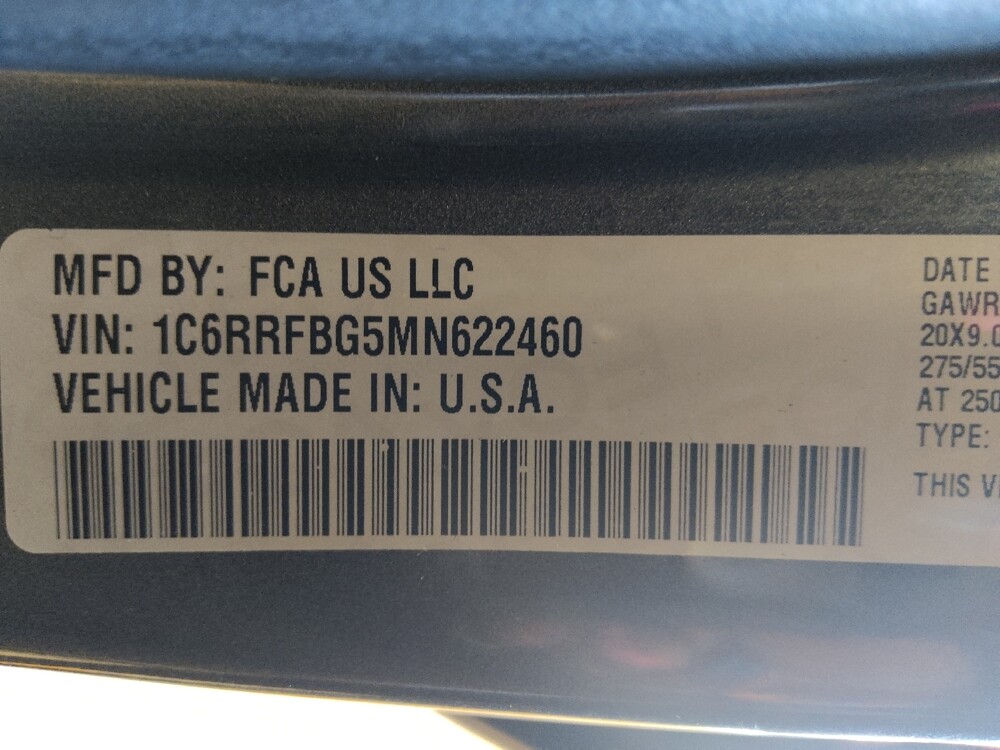 MFD BY: FCA US LLC
VIN: 1C6RRFBG5MN622460
VEHICLE MADE IN: U.S.A.
DATE
GAWR
20X9.0
275/55
AT 250
TYPE:
THIS